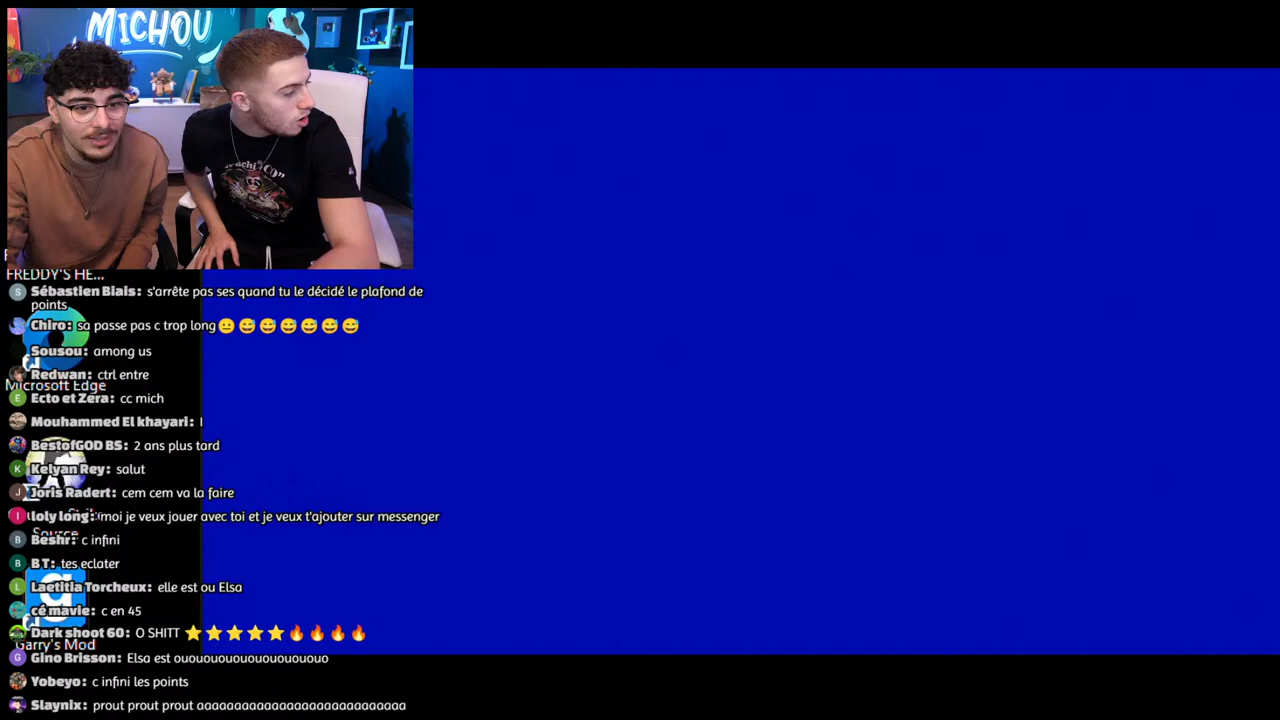 MICHOU
FREDDY'S HE...
Sébastien Biais: s'arrête pas ses quand tu le décidé le plafond de
points
Chiro: sa passe pas c trop long😐😅😅😅😅😅😅
Sousou: among us
Redwan: ctrl entre
Microsoft Edge
Ecto et Zera: cc mich
Mouhammed El khayari: I
BestofGOD BS: 2 ans plus tard
Kelyan Rey: salut
Joris Radert: cem cem va la faire
loly long: moi je veux jouer avec toi et je veux t'ajouter sur messenger
Source
Beshr: c infini
B T: tes eclater
Laetitia Torcheux: elle est ou Elsa
cé mavie: c en 45
Dark shoot 60: O SHITT ⭐⭐⭐⭐⭐🔥🔥🔥🔥
Garry's Mod
Gino Brisson: Elsa est ououououououououououo
Yobeyo: c infini les points
Slaynix: prout prout prout aaaaaaaaaaaaaaaaaaaaaaaaaaaa